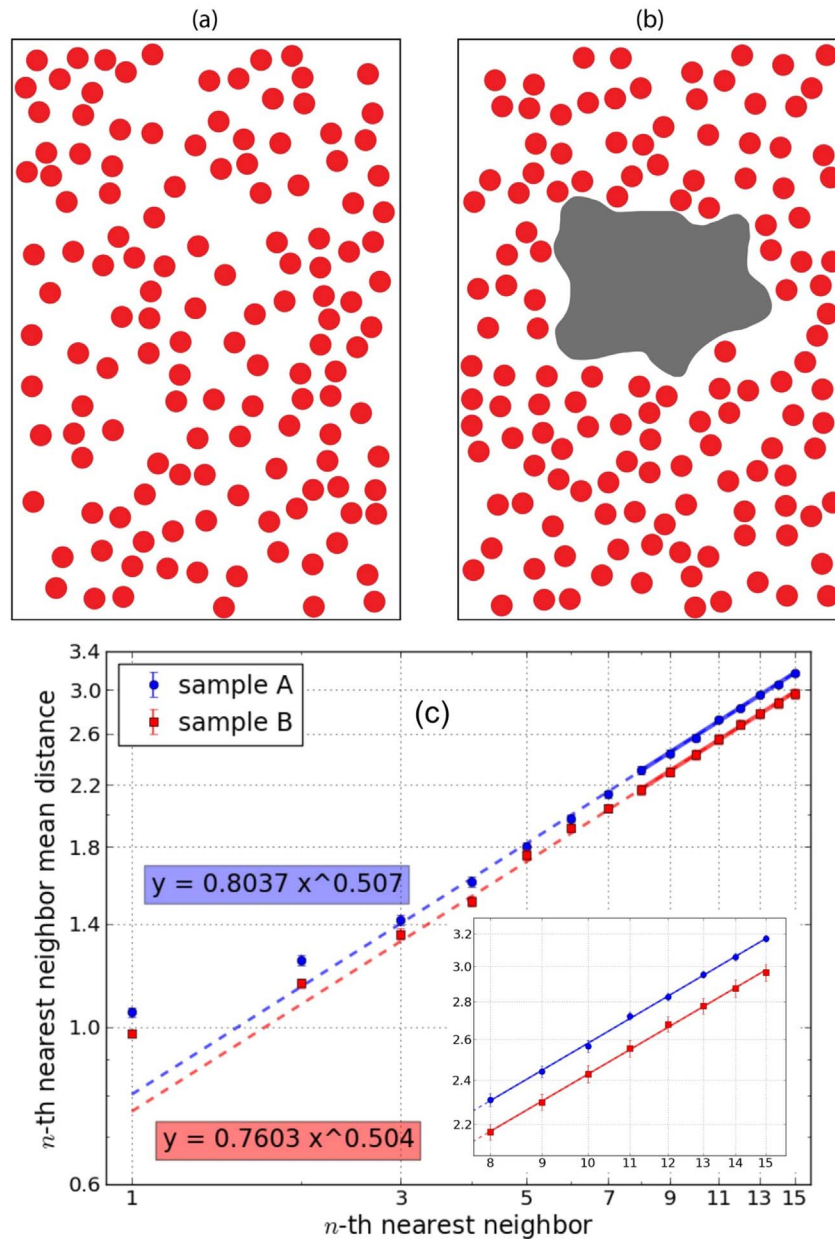 (a)
(b)
3.4
3.0
2.6
2.2
1.8
1.4
1.0
0.6
n-th nearest neighbor mean distance
sample A
sample B
(c)
y = 0.8037 x^0.507
y = 0.7603 x^0.504
3.2
3.0
2.8
2.6
2.4
2.2
8 9 10 11 12 13 14 15
1 3 5 7 9 11 13 15
n-th nearest neighbor